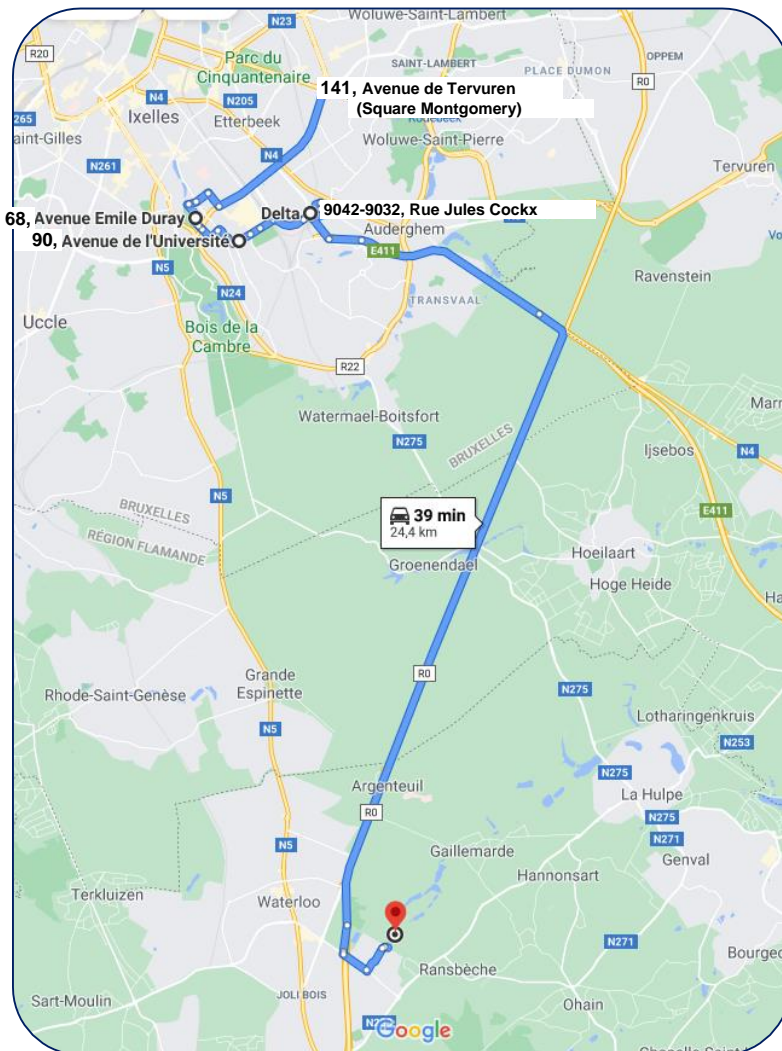 N23
Woluwe-Saint-Lambert
R20
Parc du
Cinquantenaire
SAINT-LAMBERT
OPPEM
PLACE DUMON
R0
N4
N205
141, Avenue de Tervuren
(Square Montgomery)
Ixelles
Etterbeek
265
aint-Gilles
N4
Woluwe-Saint-Pierre
N261
Tervuren
68, Avenue Emile Duray
Delta
9042-9032, Rue Jules Cockx
90, Avenue de l'Université
Auderghem
E411
N5
Ravenstein
N24
TRANSVAAL
Uccle
Bois de la
Cambre
R22
Watermael-Boitsfort
N275
BRUXELLES
Ijsebos
N4
N5
BRUXELLES
RÉGION FLAMANDE
39 min
24,4 km
E411
Hoeilaart
Groenendael
Hoge Heide
R0
Rhode-Saint-Genèse
Grande
Espinette
N275
Lotharingenkruis
N5
N253
N275
Argenteuil
La Hulpe
R0
N275
N271
N5
Gaillemarde
Genval
Hannonsart
Terkluizen
Waterloo
N271
Ransbèche
JOLI BOIS
Sart-Moulin
Ohain
Google